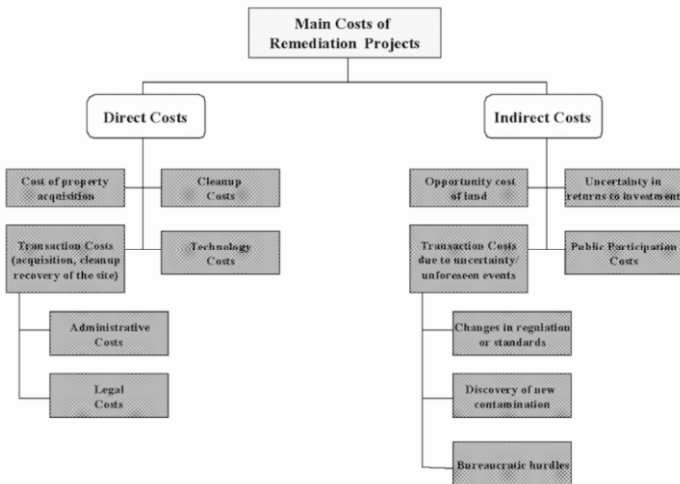 Main Costs of
Remediation Projects
Direct Costs
Indirect Costs
Cost of property
acquisition
Cleanup
Costs
Opportunity cost
of land
Uncertainty in
returns to investment
Transaction Costs
(acquisition, cleanup
recovery of the site)
Technology
Costs
Transaction Costs
due to uncertainty/
unforeseen events
Public Participation
Costs
Administrative
Costs
Changes in regulation
or standards
Legal
Costs
Discovery of new
contamination
Bureaucratic hurdles